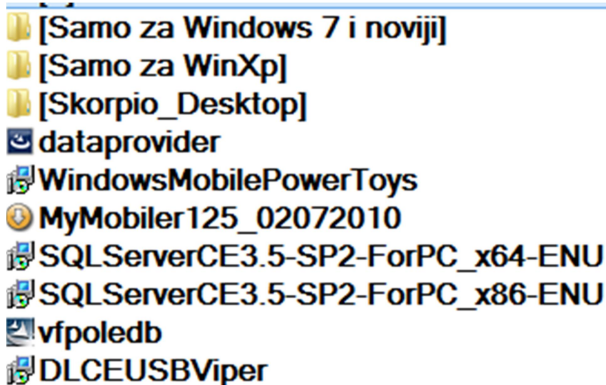 [Samo za Windows 7 i noviji]
[Samo za WinXp]
[Skorpio_Desktop]
dataprovider
WindowsMobilePowerToys
MyMobiler125_02072010
SQLServerCE3.5-SP2-ForPC_x64-ENU
SQLServerCE3.5-SP2-ForPC_x86-ENU
vfpoledb
DLCEUSBViper